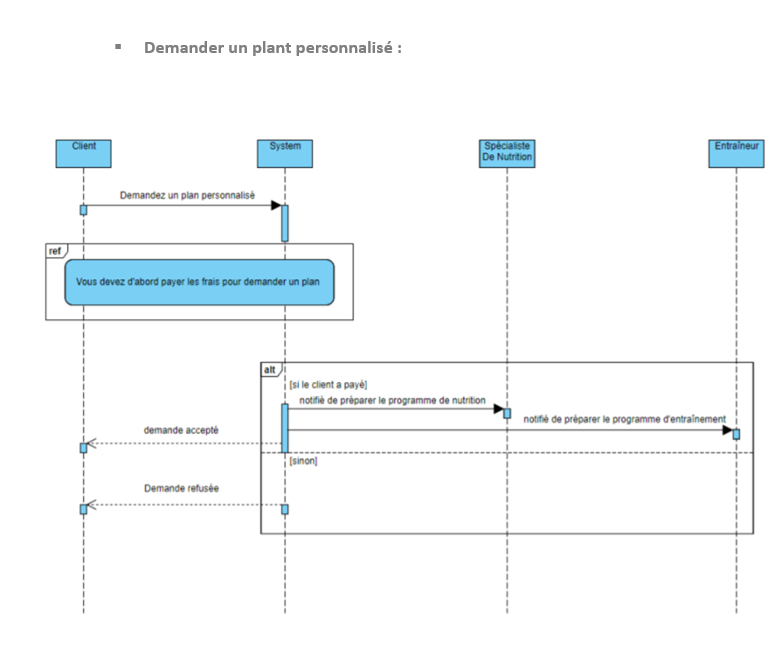 ▪ Demander un plant personnalisé :
Client
System
Spécialiste
De Nutrition
Entraîneur
Demandez un plan personnalisé
ref
Vous devez d'abord payer les frais pour demander un plan
alt
[si le client a payé]
notifié de préparer le programme de nutrition
notifié de préparer le programme d'entraînement
demande accepté
[sinon]
Demande refusée